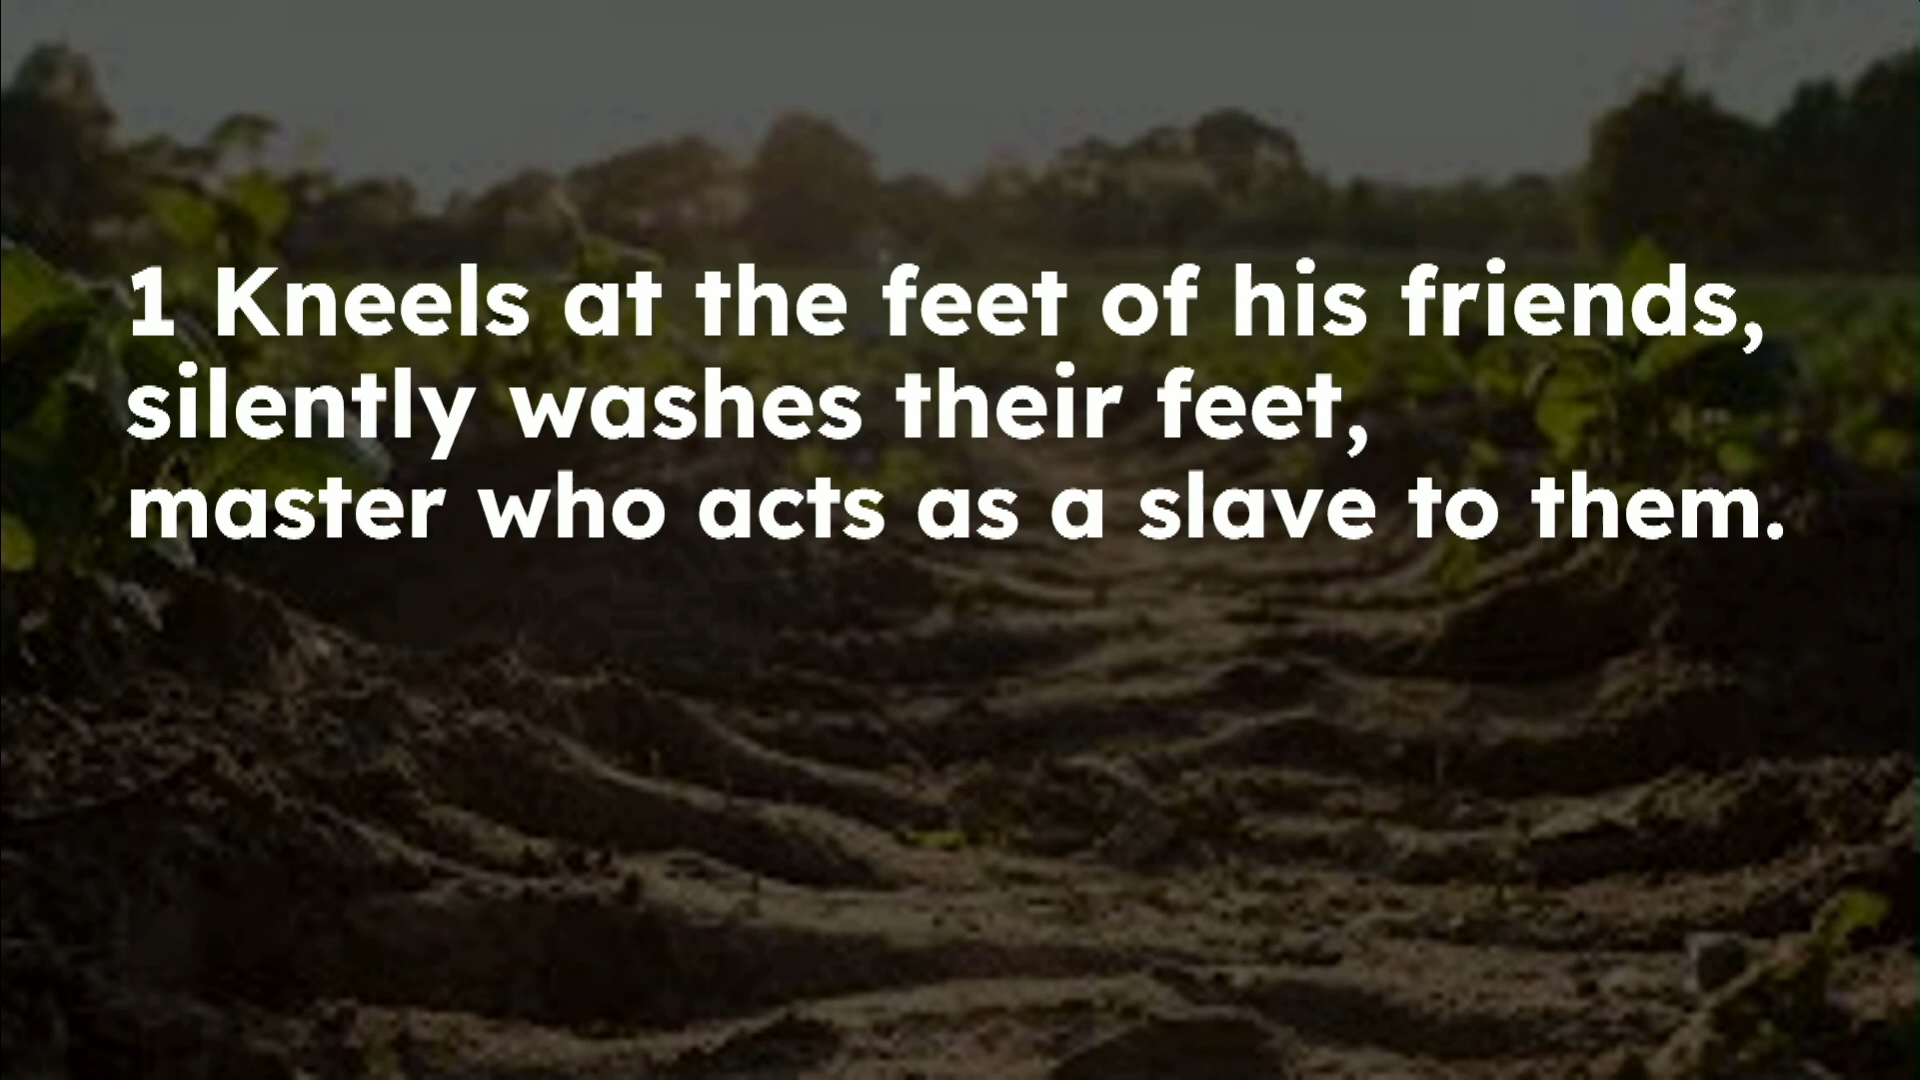 1 Kneels at the feet of his friends,
silently washes their feet,
master who acts as a slave to them.